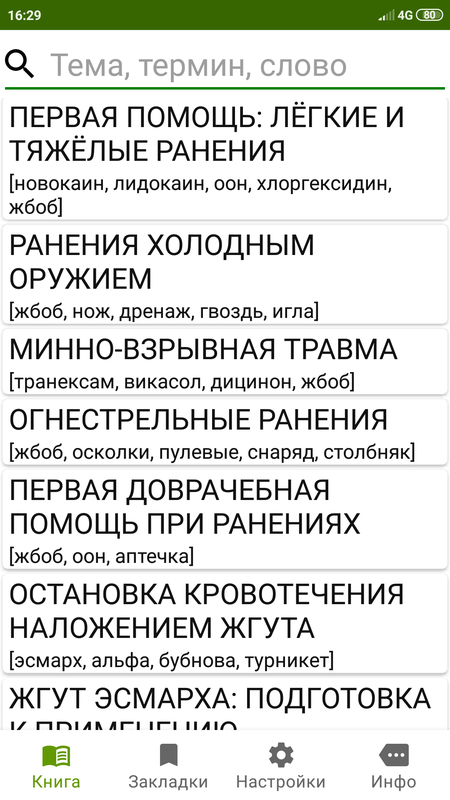 16:29
4G 80
Тема, термин, слово
ПЕРВАЯ ПОМОЩЬ: ЛЁГКИЕ И
ТЯЖЁЛЫЕ РАНЕНИЯ
[новокаин, лидокаин, оон, хлоргексидин,
жбоб]
РАНЕНИЯ ХОЛОДНЫМ
ОРУЖИЕМ
[жбоб, нож, дренаж, гвоздь, игла]
МИННО-ВЗРЫВНАЯ ТРАВМА
[транексам, викасол, дицинон, жбоб]
ОГНЕСТРЕЛЬНЫЕ РАНЕНИЯ
[жбоб, осколки, пулевые, снаряд, столбняк]
ПЕРВАЯ ДОВРАЧЕБНАЯ
ПОМОЩЬ ПРИ РАНЕНИЯХ
[жбоб, оон, аптечка]
ОСТАНОВКА КРОВОТЕЧЕНИЯ
НАЛОЖЕНИЕМ ЖГУТА
[эсмарх, альфа, бубнова, турникет]
ЖГУТ ЭСМАРХА: ПОДГОТОВКА
К ПРИМЕНЕНИЮ
Книга Закладки Настройки Инфо